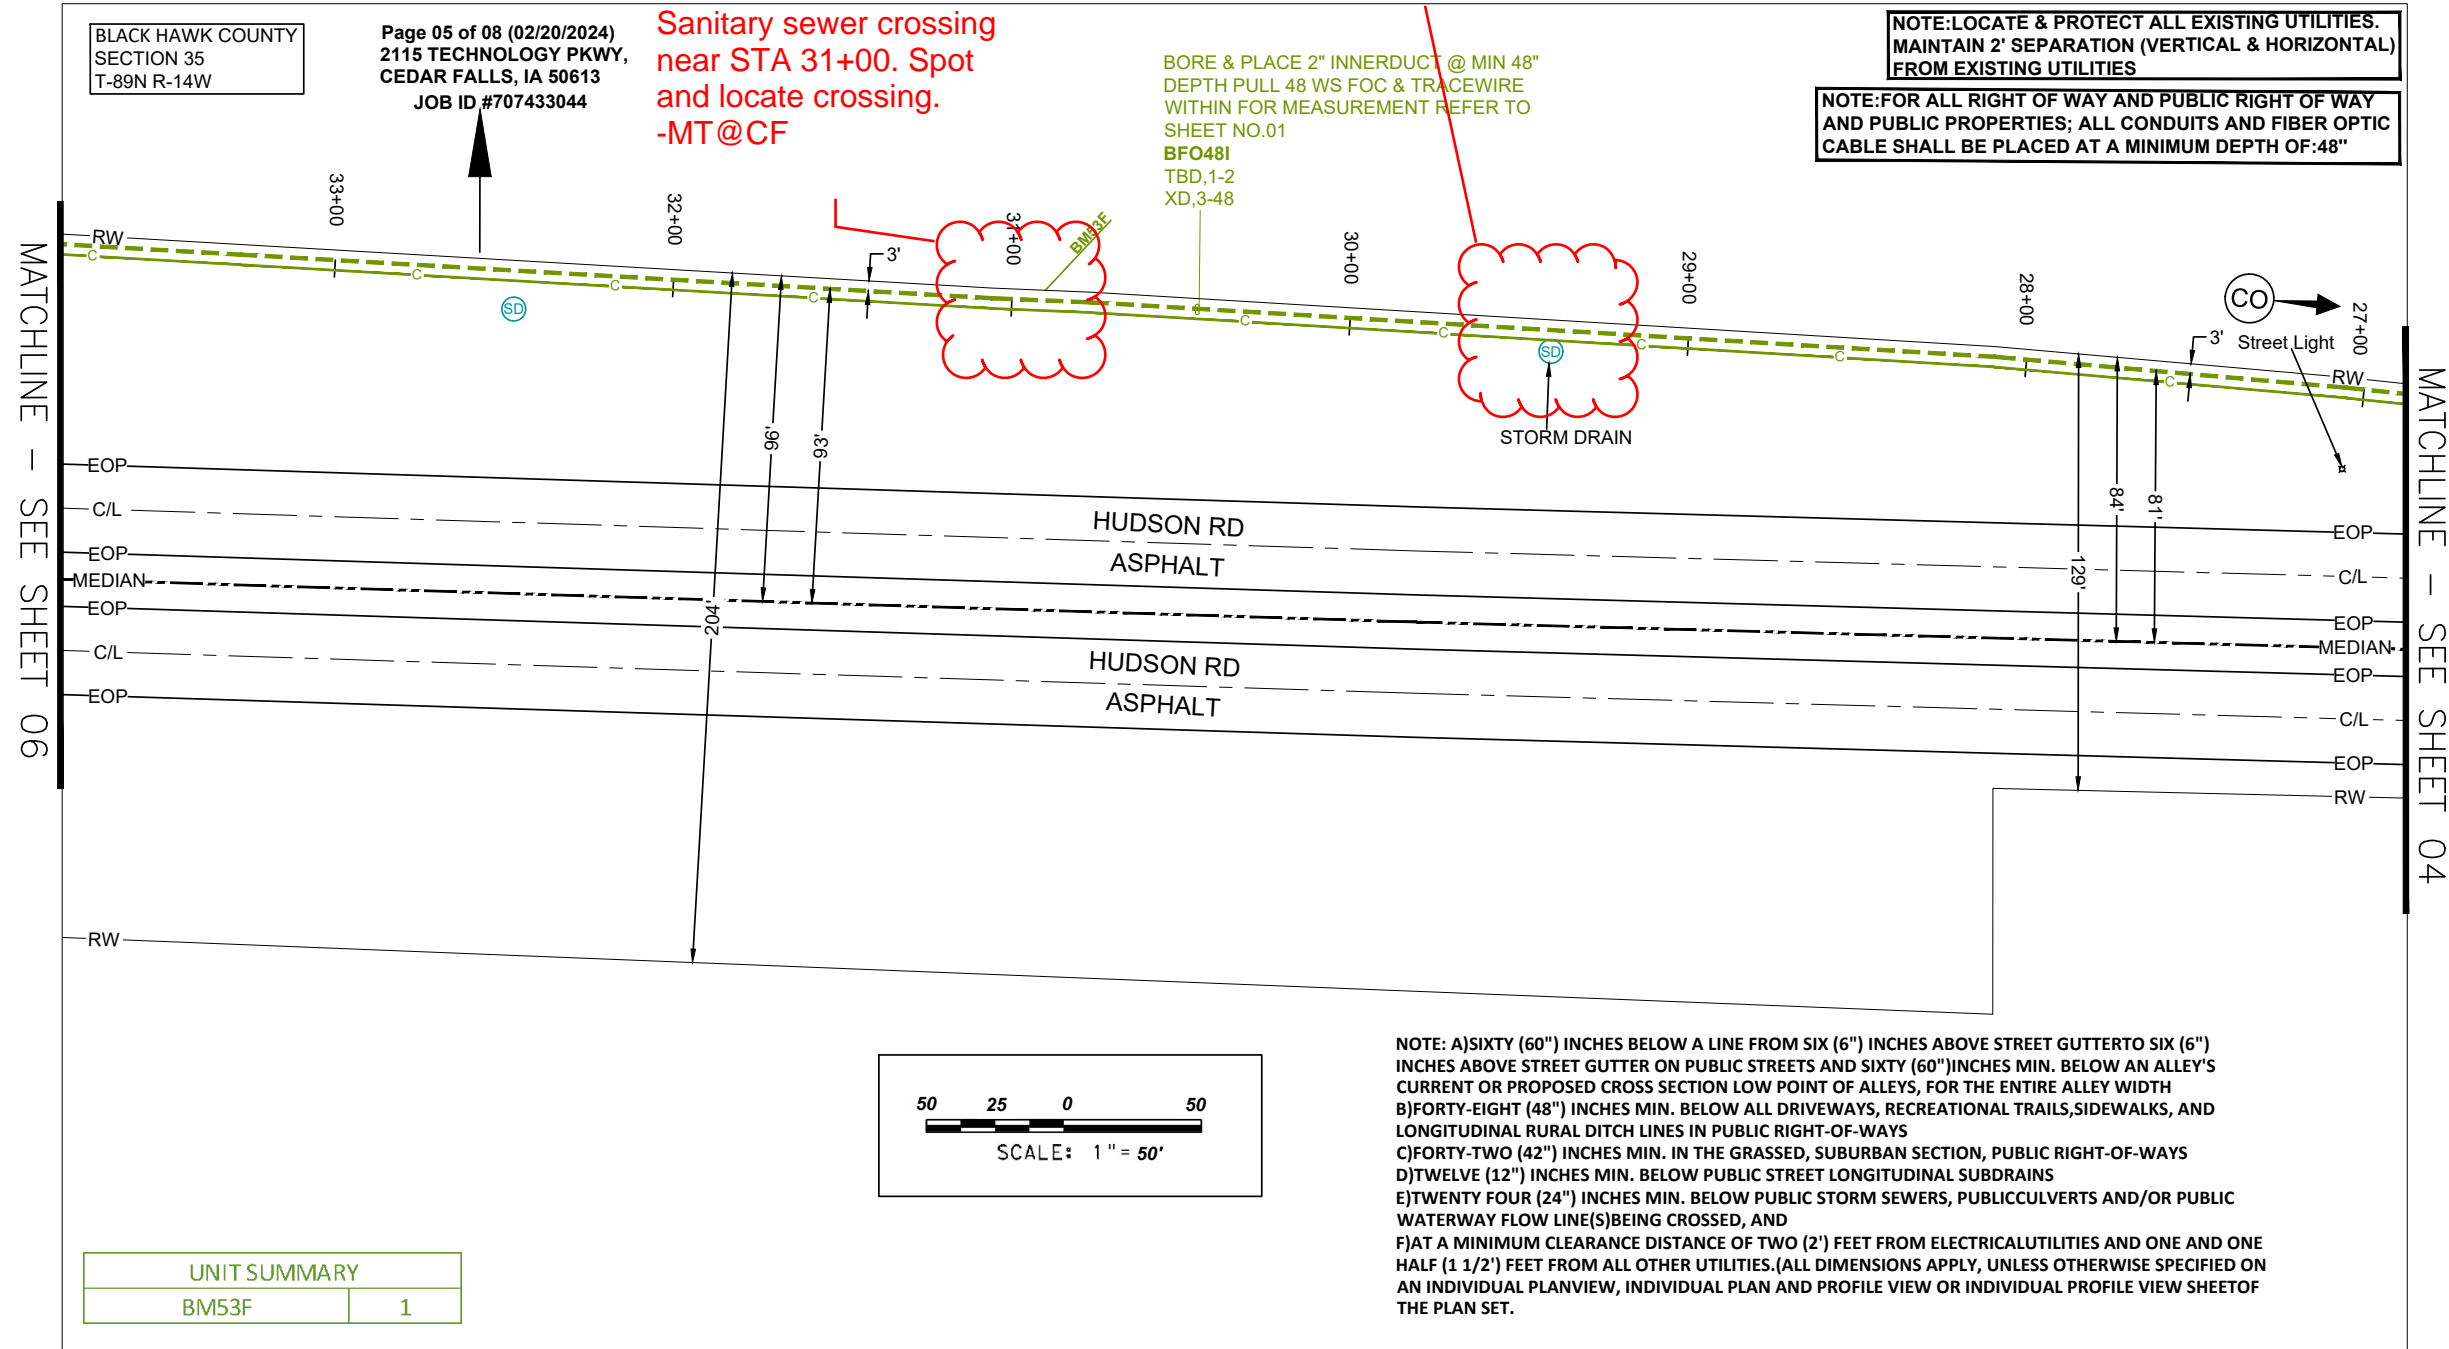 BLACK HAWK COUNTY
SECTION 35
T-89N R-14W
Page 05 of 08 (02/20/2024)
2115 TECHNOLOGY PKWY,
CEDAR FALLS, IA 50613
JOB ID #707433044
Sanitary sewer crossing
near STA 31+00. Spot
and locate crossing.
-MT@CF
BORE & PLACE 2" INNERDUCT @ MIN 48"
DEPTH PULL 48 WS FOC & TRACEWIRE
WITHIN FOR MEASUREMENT REFER TO
SHEET NO.01
BFO48I
TBD,1-2
XD,3-48
NOTE:LOCATE & PROTECT ALL EXISTING UTILITIES.
MAINTAIN 2' SEPARATION (VERTICAL & HORIZONTAL)
FROM EXISTING UTILITIES
NOTE:FOR ALL RIGHT OF WAY AND PUBLIC RIGHT OF WAY
AND PUBLIC PROPERTIES; ALL CONDUITS AND FIBER OPTIC
CABLE SHALL BE PLACED AT A MINIMUM DEPTH OF:48"
33+00
32+00
31+00
30+00
29+00
28+00
27+00
BM53F
RW
C
C
C
C
C
C
C
C
C
3'
SD
SD
STORM DRAIN
CO
3'
Street Light
RW
MATCHLINE - SEE SHEET 06
MATCHLINE - SEE SHEET 04
96'
93'
204'
84'
81'
129'
EOP
C/L
EOP
MEDIAN
EOP
C/L
EOP
HUDSON RD
ASPHALT
HUDSON RD
ASPHALT
EOP
C/L
EOP
MEDIAN
EOP
C/L
EOP
RW
RW
50 25 0 50
SCALE: 1"= 50'
NOTE: A)SIXTY (60") INCHES BELOW A LINE FROM SIX (6") INCHES ABOVE STREET GUTTERTO SIX (6")
INCHES ABOVE STREET GUTTER ON PUBLIC STREETS AND SIXTY (60")INCHES MIN. BELOW AN ALLEY'S
CURRENT OR PROPOSED CROSS SECTION LOW POINT OF ALLEYS, FOR THE ENTIRE ALLEY WIDTH
B)FORTY-EIGHT (48") INCHES MIN. BELOW ALL DRIVEWAYS, RECREATIONAL TRAILS,SIDEWALKS, AND
LONGITUDINAL RURAL DITCH LINES IN PUBLIC RIGHT-OF-WAYS
C)FORTY-TWO (42") INCHES MIN. IN THE GRASSED, SUBURBAN SECTION, PUBLIC RIGHT-OF-WAYS
D)TWELVE (12") INCHES MIN. BELOW PUBLIC STREET LONGITUDINAL SUBDRAINS
E)TWENTY FOUR (24") INCHES MIN. BELOW PUBLIC STORM SEWERS, PUBLICCULVERTS AND/OR PUBLIC
WATERWAY FLOW LINE(S)BEING CROSSED, AND
F)AT A MINIMUM CLEARANCE DISTANCE OF TWO (2') FEET FROM ELECTRICALUTILITIES AND ONE AND ONE
HALF (1 1/2') FEET FROM ALL OTHER UTILITIES.(ALL DIMENSIONS APPLY, UNLESS OTHERWISE SPECIFIED ON
AN INDIVIDUAL PLANVIEW, INDIVIDUAL PLAN AND PROFILE VIEW OR INDIVIDUAL PROFILE VIEW SHEETOF
THE PLAN SET.
UNIT SUMMARY
BM53F 1